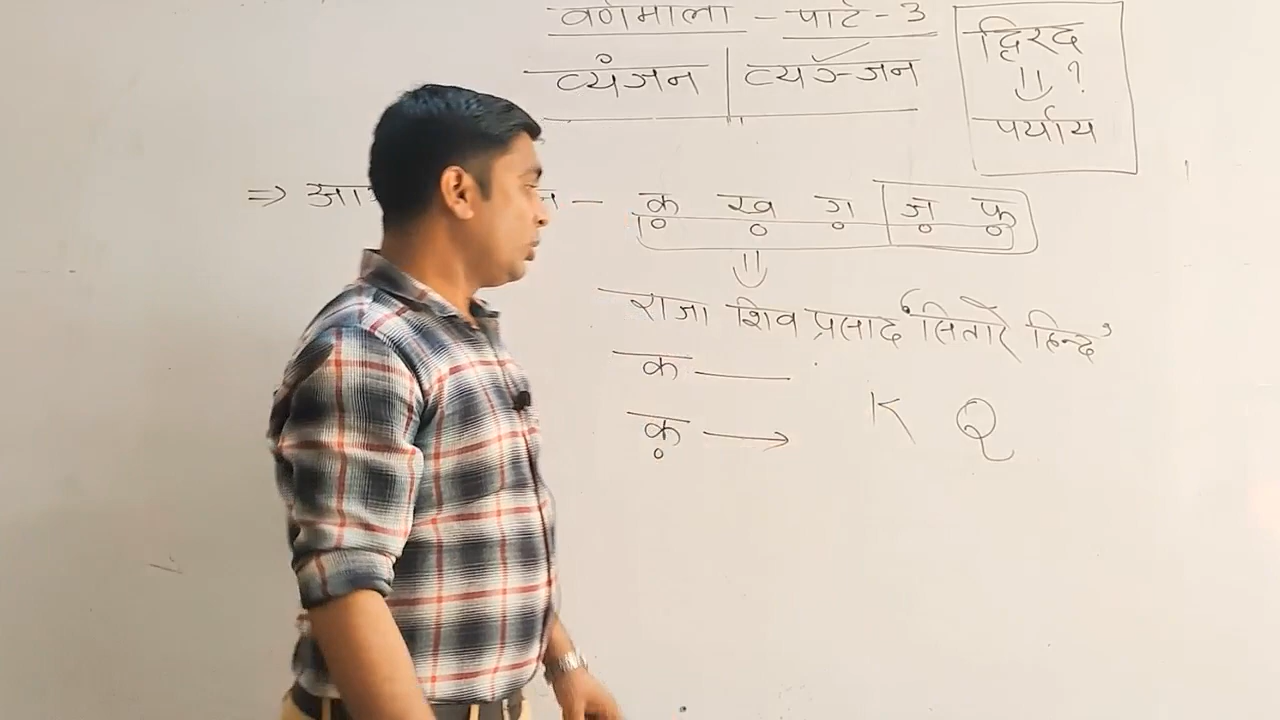 वर्णमाला - पार्ट - 3
व्यंजन | व्यञ्जन
द्विरद
= ?
पर्याय
⇒ — क़ ख़ ग़ ज़ फ़
राजा शिव प्रसाद ‘सितारे हिन्द’
क —
क़ → K Q